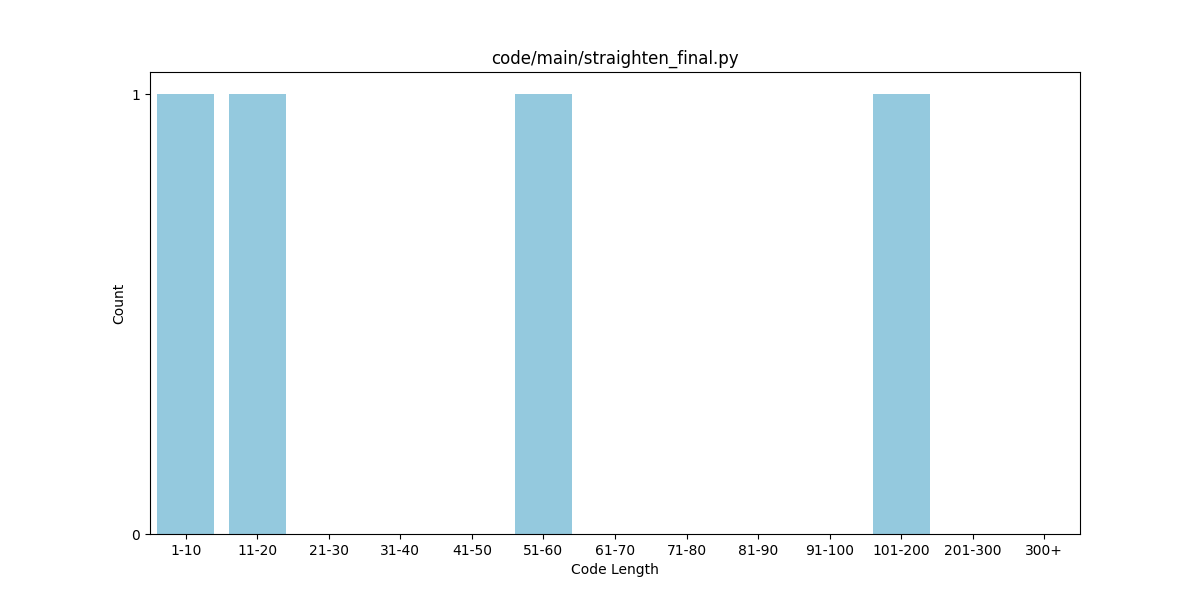 code/main/straighten_final.py
1
0
Count
1-10 11-20 21-30 31-40 41-50 51-60 61-70 71-80 81-90 91-100 101-200 201-300 300+
Code Length